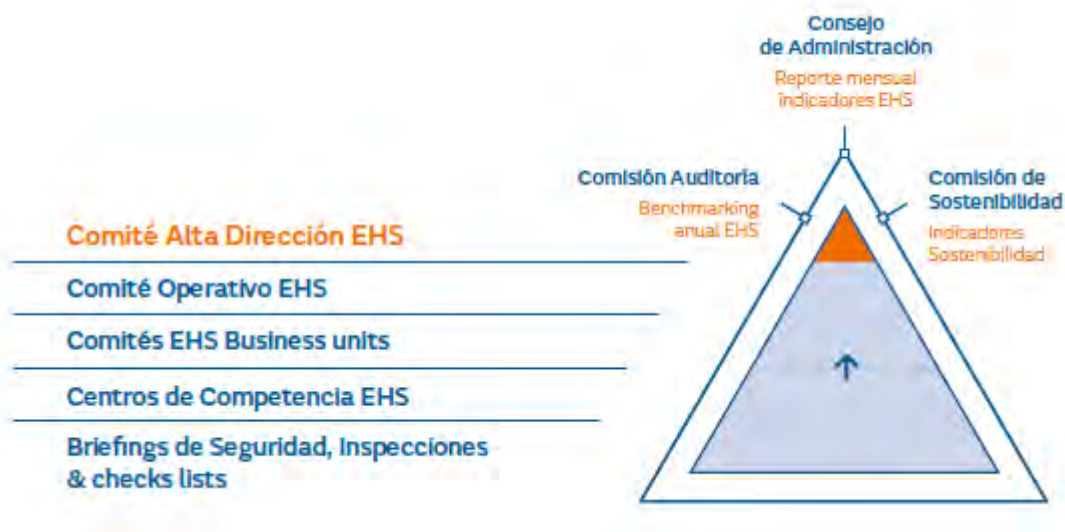 Consejo
de Administración
Reporte mensual
indicadores EHS
Comisión Auditoría
Benchmarking
anual EHS
Comisión de
Sostenibilidad
Indicadores
Sostenibilidad
Comité Alta Dirección EHS
Comité Operativo EHS
Comités EHS Business units
Centros de Competencia EHS
Briefings de Seguridad, Inspecciones
& checks lists